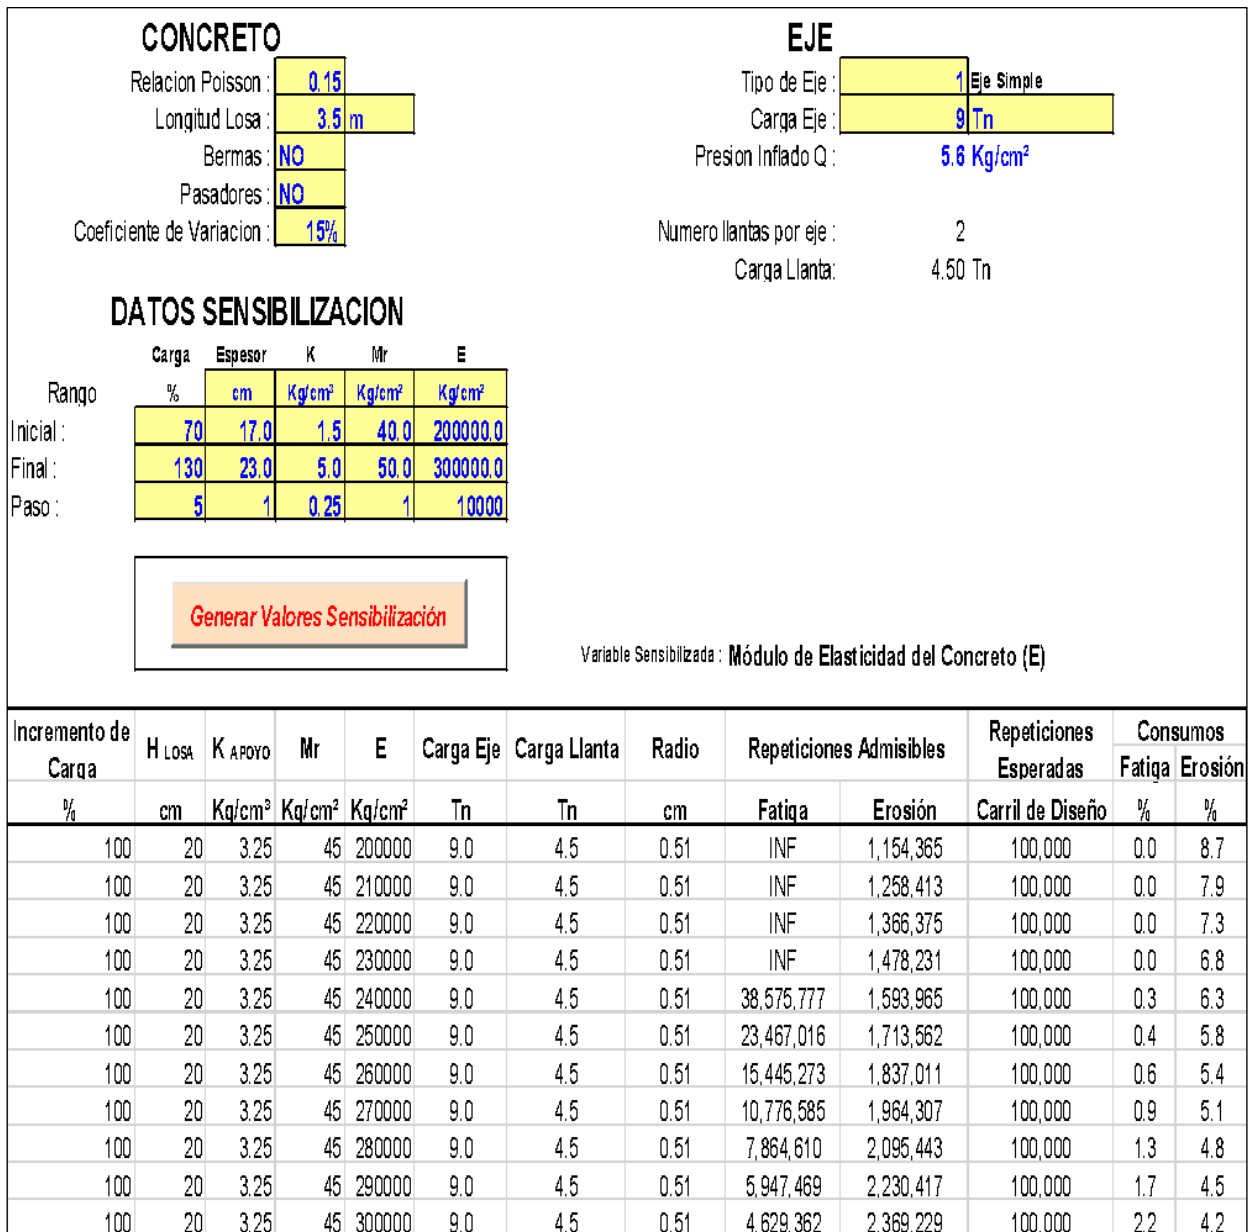 CONCRETO
Relacion Poisson : 0.15
Longitud Losa : 3.5 m
Bermas : NO
Pasadores : NO
Coeficiente de Variacion : 15%
EJE
Tipo de Eje : 1 Eje Simple
Carga Eje : 9 Tn
Presion Inflado Q : 5.6 Kg/cm²
Numero llantas por eje : 2
Carga Llanta: 4.50 Tn
DATOS SENSIBILIZACION
Carga Espesor K Mr E
Rango % cm Kg/cm³ Kg/cm² Kg/cm²
Inicial : 70 17.0 1.5 40.0 200000.0
Final : 130 23.0 5.0 50.0 300000.0
Paso : 5 1 0.25 1 10000
Generar Valores Sensibilización
Variable Sensibilizada : Módulo de Elasticidad del Concreto (E)
Incremento de Carga H LOSA K APOYO Mr E Carga Eje Carga Llanta Radio Repeticiones Admisibles Repeticiones Esperadas Consumos
Fatiga Erosión
% cm Kg/cm³ Kg/cm² Kg/cm² Tn Tn cm Fatiga Erosión Carril de Diseño % %
100 20 3.25 45 200000 9.0 4.5 0.51 INF 1,154,365 100,000 0.0 8.7
100 20 3.25 45 210000 9.0 4.5 0.51 INF 1,258,413 100,000 0.0 7.9
100 20 3.25 45 220000 9.0 4.5 0.51 INF 1,366,375 100,000 0.0 7.3
100 20 3.25 45 230000 9.0 4.5 0.51 INF 1,478,231 100,000 0.0 6.8
100 20 3.25 45 240000 9.0 4.5 0.51 38,575,777 1,593,965 100,000 0.3 6.3
100 20 3.25 45 250000 9.0 4.5 0.51 23,467,016 1,713,562 100,000 0.4 5.8
100 20 3.25 45 260000 9.0 4.5 0.51 15,445,273 1,837,011 100,000 0.6 5.4
100 20 3.25 45 270000 9.0 4.5 0.51 10,776,585 1,964,307 100,000 0.9 5.1
100 20 3.25 45 280000 9.0 4.5 0.51 7,864,610 2,095,443 100,000 1.3 4.8
100 20 3.25 45 290000 9.0 4.5 0.51 5,947,469 2,230,417 100,000 1.7 4.5
100 20 3.25 45 300000 9.0 4.5 0.51 4,629,362 2,369,229 100,000 2.2 4.2